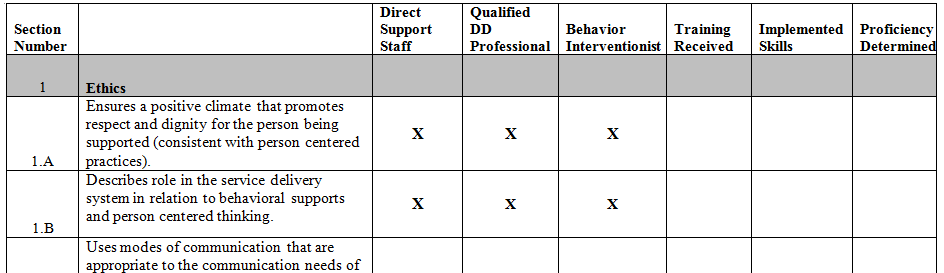 Section Number
Direct Support Staff
Qualified DD Professional
Behavior Interventionist
Training Received
Implemented Skills
Proficiency Determined
1
Ethics
1.A
Ensures a positive climate that promotes
respect and dignity for the person being
supported (consistent with person centered
practices).
X X X
1.B
Describes role in the service delivery
system in relation to behavioral supports
and person centered thinking.
X X X
Uses modes of communication that are
appropriate to the communication needs of